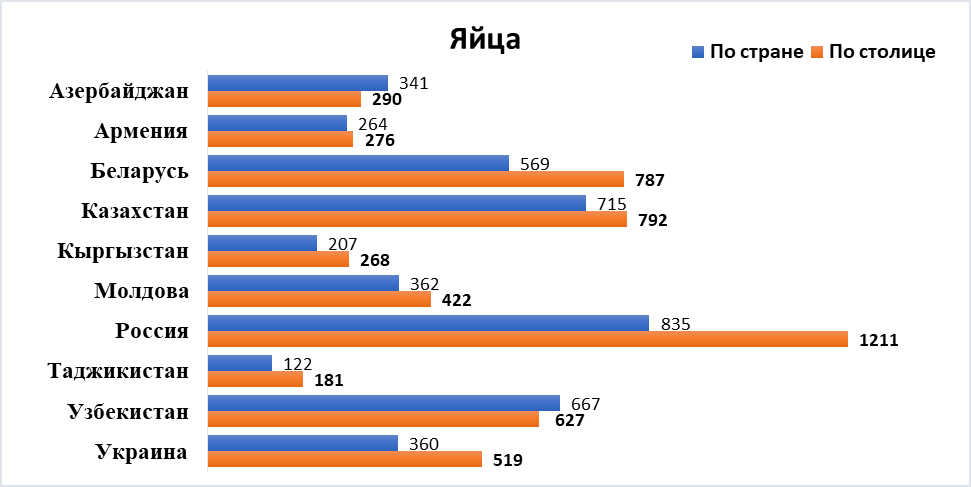 Яйца
По стране По столице
Азербайджан 341
290
Армения 264
276
Беларусь 569
787
Казахстан 715
792
Кыргызстан 207
268
Молдова 362
422
Россия 835
1211
Таджикистан 122
181
Узбекистан 667
627
Украина 360
519